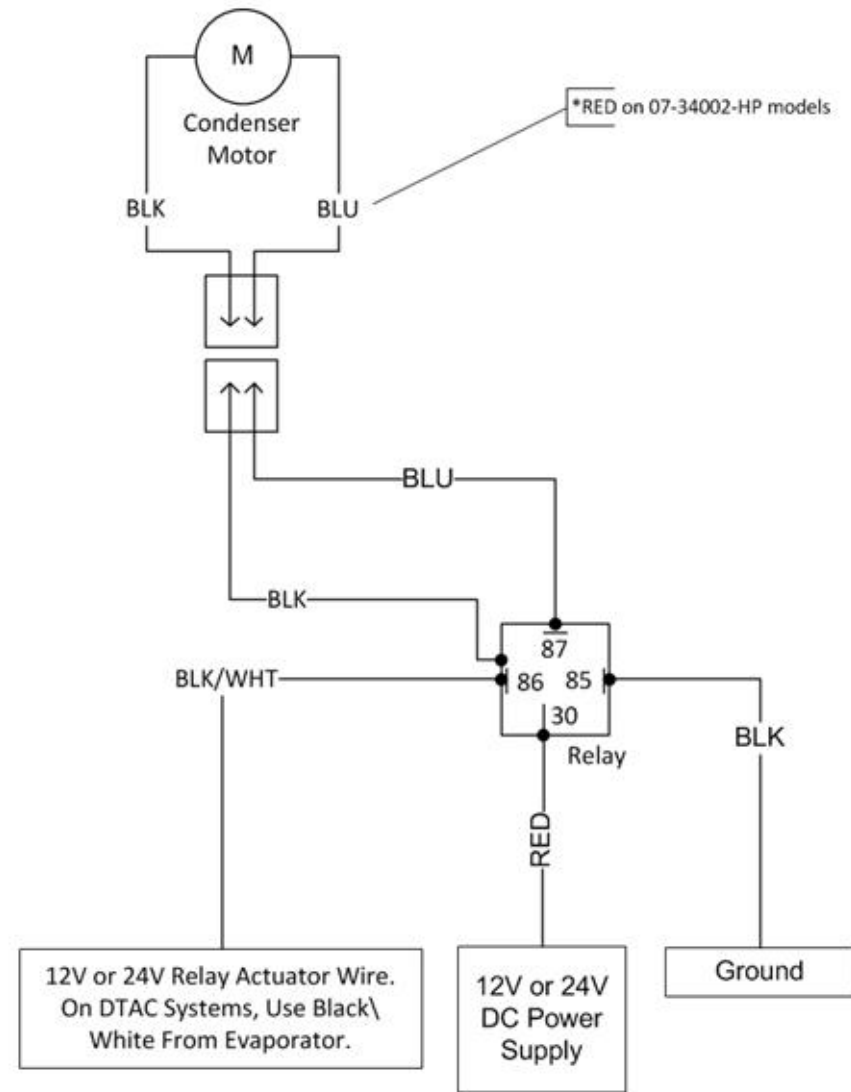 M
Condenser
Motor
*RED on 07-34002-HP models
BLK
BLU
BLU
BLK
87
BLK/WHT
86
85
30
Relay
BLK
RED
12V or 24V Relay Actuator Wire.
On DTAC Systems, Use Black\
White From Evaporator.
12V or 24V
DC Power
Supply
Ground